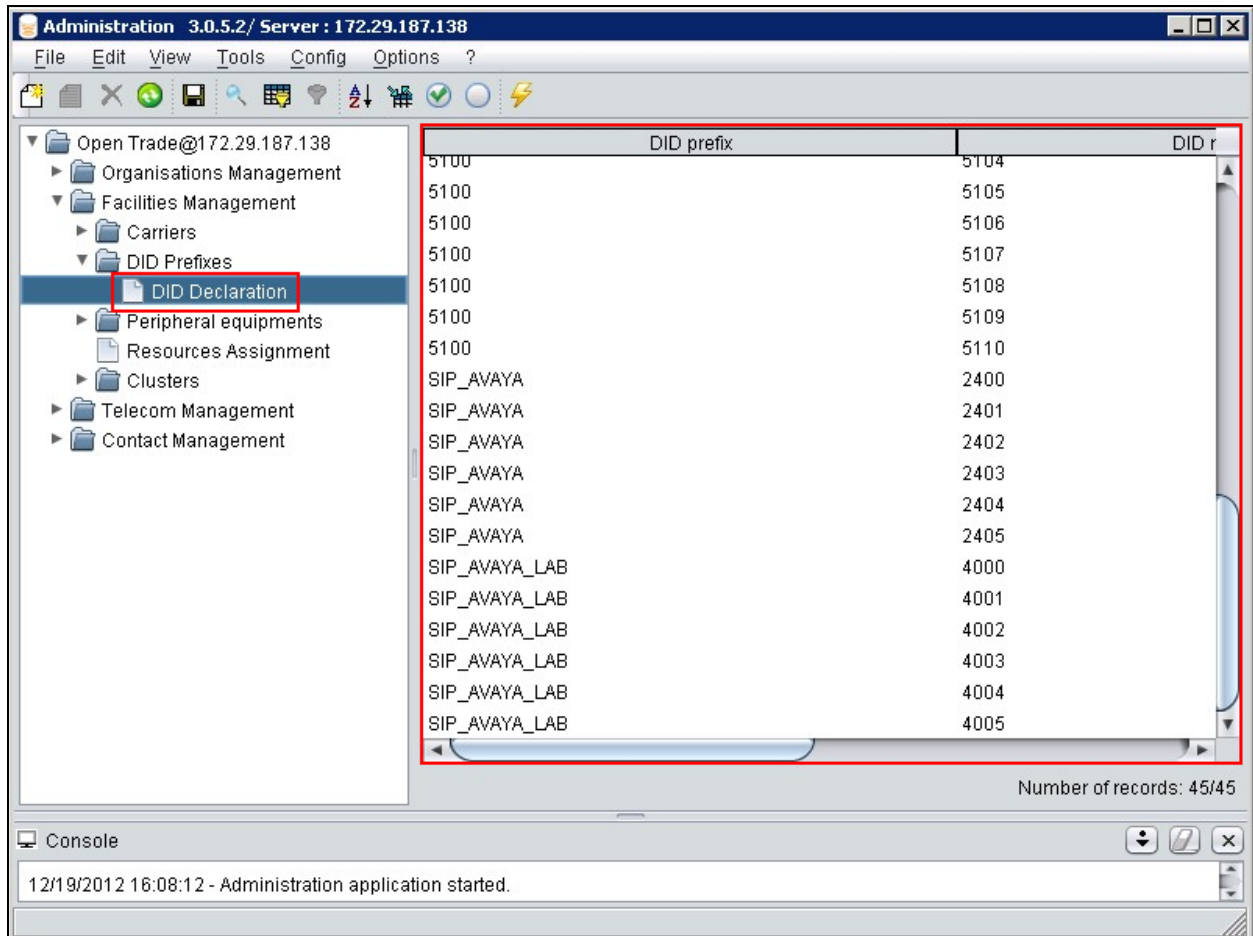 Administration 3.0.5.2/ Server : 172.29.187.138
File Edit View Tools Config Options ?
Open Trade@172.29.187.138
Organisations Management
Facilities Management
Carriers
DID Prefixes
DID Declaration
Peripheral equipments
Resources Assignment
Clusters
Telecom Management
Contact Management
DID prefix DID r
5100 5104
5100 5105
5100 5106
5100 5107
5100 5108
5100 5109
5100 5110
SIP_AVAYA 2400
SIP_AVAYA 2401
SIP_AVAYA 2402
SIP_AVAYA 2403
SIP_AVAYA 2404
SIP_AVAYA 2405
SIP_AVAYA_LAB 4000
SIP_AVAYA_LAB 4001
SIP_AVAYA_LAB 4002
SIP_AVAYA_LAB 4003
SIP_AVAYA_LAB 4004
SIP_AVAYA_LAB 4005
Number of records: 45/45
Console
12/19/2012 16:08:12 - Administration application started.